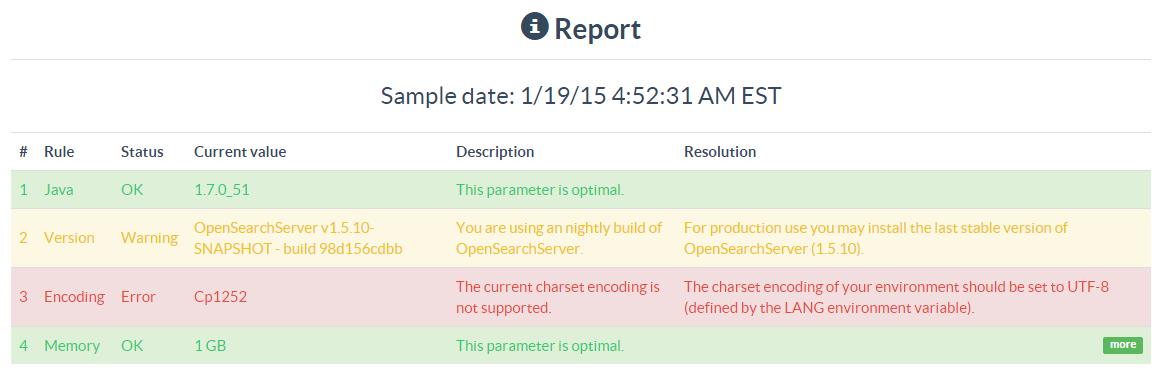 Report
Sample date: 1/19/15 4:52:31 AM EST
# Rule Status Current value Description Resolution
1 Java OK 1.7.0_51 This parameter is optimal.
2 Version Warning OpenSearchServer v1.5.10-
SNAPSHOT - build 98d156cdbb
You are using an nightly build of
OpenSearchServer.
For production use you may install the last stable version of
OpenSearchServer (1.5.10).
3 Encoding Error Cp1252
The current charset encoding is
not supported.
The charset encoding of your environment should be set to UTF-8
(defined by the LANG environment variable).
4 Memory OK 1 GB This parameter is optimal. more